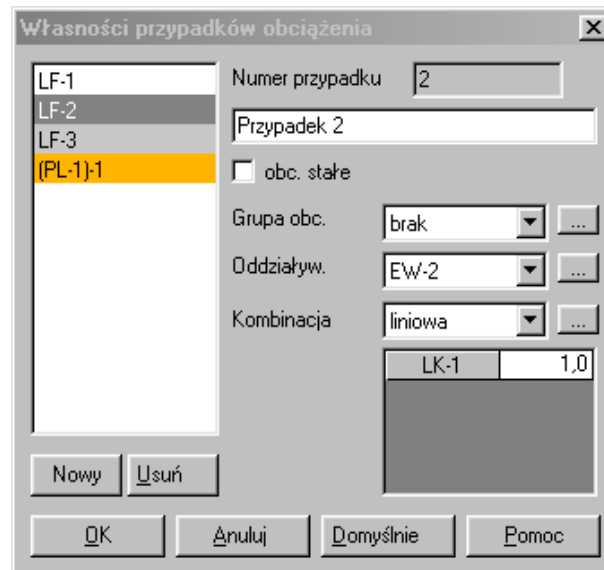 Własności przypadków obciążenia
LF-1
LF-2
LF-3
(PL-1)-1
Numer przypadku 2
Przypadek 2
obc. stałe
Grupa obc. brak ...
Oddziaływ. EW-2 ...
Kombinacja liniowa ...
LK-1 1,0
Nowy Usuń
OK Anuluj Domyślnie Pomoc